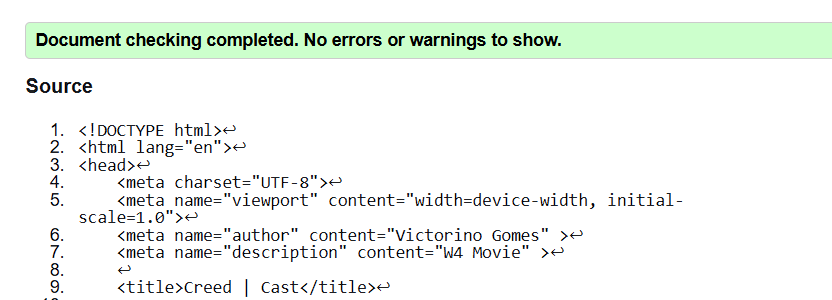 Document checking completed. No errors or warnings to show.
Source
1. <!DOCTYPE html>↩
2. <html lang="en">↩
3. <head>↩
4. <meta charset="UTF-8">↩
5. <meta name="viewport" content="width=device-width, initial-
scale=1.0">↩
6. <meta name="author" content="Victorino Gomes" >↩
7. <meta name="description" content="W4 Movie" >↩
8. ↩
9. <title>Creed | Cast</title>↩